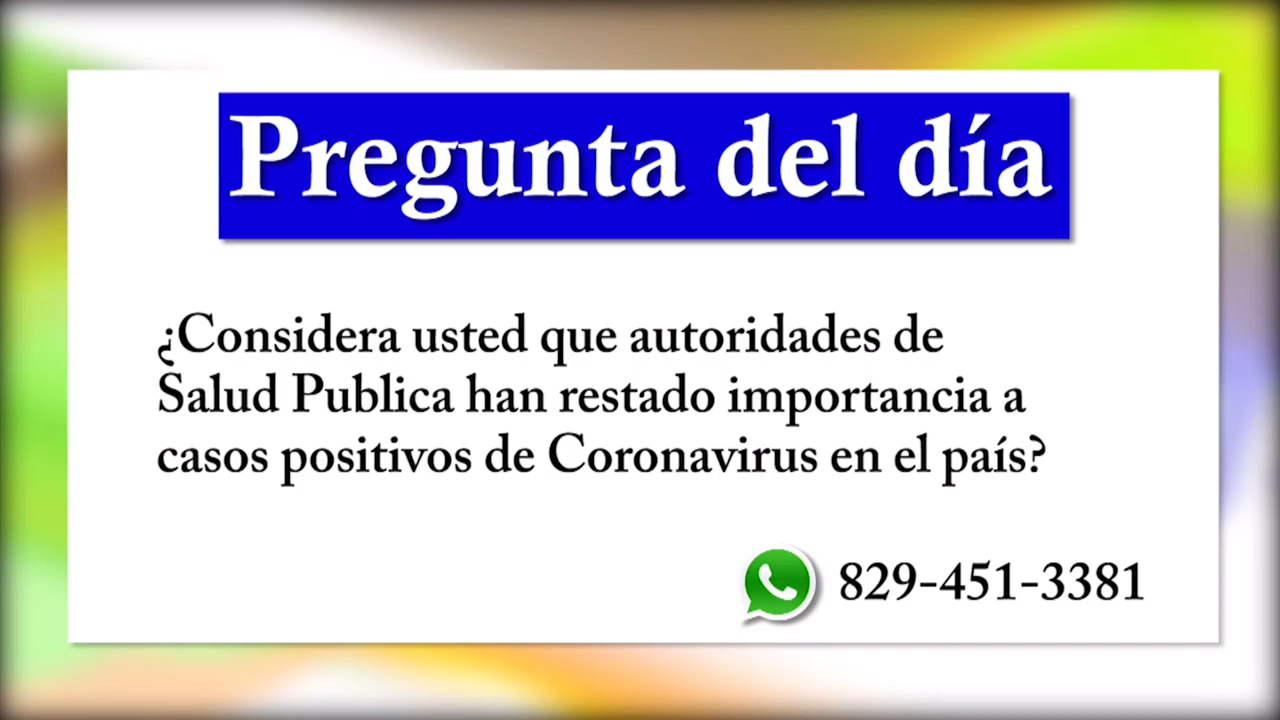 Pregunta del día
¿Considera usted que autoridades de
Salud Publica han restado importancia a
casos positivos de Coronavirus en el país?
829-451-3381